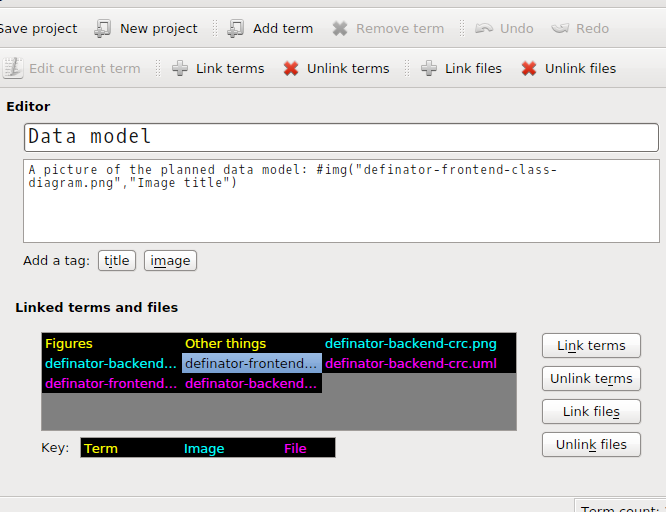 Save project New project Add term Remove term Undo Redo
Edit current term Link terms Unlink terms Link files Unlink files
Editor
Data model
A picture of the planned data model: #img("definator-frontend-class-
diagram.png","Image title")
Add a tag: title image
Linked terms and files
Figures Other things definator-backend-crc.png
definator-backend... definator-frontend... definator-backend-crc.uml
definator-frontend... definator-backend...
Link terms
Unlink terms
Link files
Unlink files
Key: Term Image File
Term count: